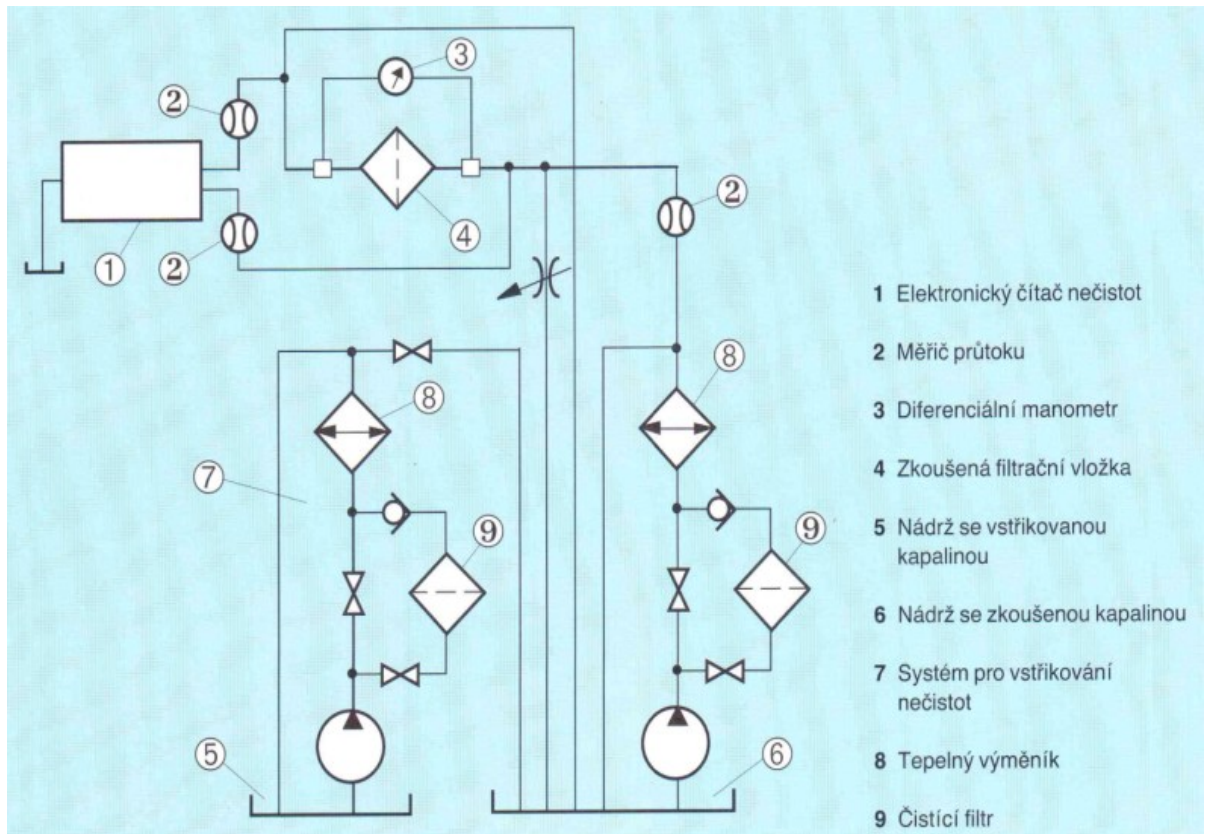 3
2
2
1
2
4
1 Elektronický čítač nečistot
2 Měřič průtoku
8
8
3 Diferenciální manometr
4 Zkoušená filtrační vložka
7
9
9
5 Nádrž se vstřikovanou
kapalinou
6 Nádrž se zkoušenou kapalinou
7 Systém pro vstřikování
nečistot
5
6
8 Tepelný výměník
9 Čistící filtr